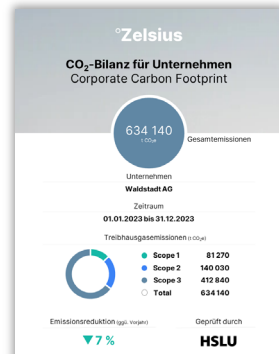 °Zelsius
CO₂-Bilanz für Unternehmen
Corporate Carbon Footprint
634 140
t CO₂e
Gesamtemissionen
Unternehmen
Waldstadt AG
Zeitraum
01.01.2023 bis 31.12.2023
Treibhausgasemissionen (t CO₂e)
Scope 1 81 270
Scope 2 140 030
Scope 3 412 840
Total 634 140
Emissionsreduktion (ggü. Vorjahr)
▼7 %
Geprüft durch
HSLU